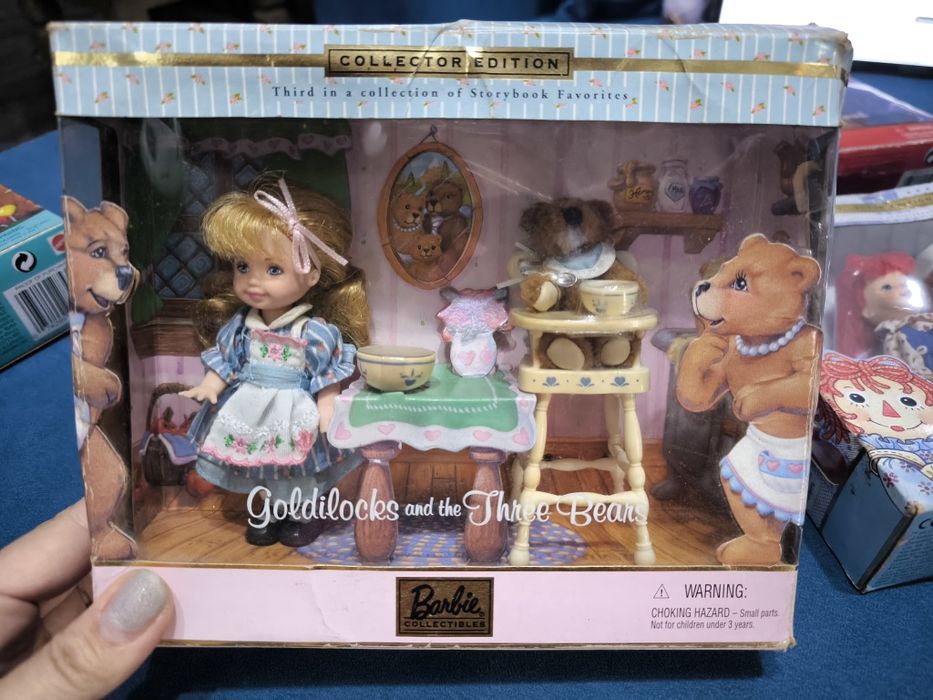 COLLECTOR EDITION
Third in a collection of Storybook Favorites
Honey
Goldilocks and the Three Bears
Barbie
COLLECTIBLES
WARNING:
CHOKING HAZARD – Small parts.
Not for children under 3 years.